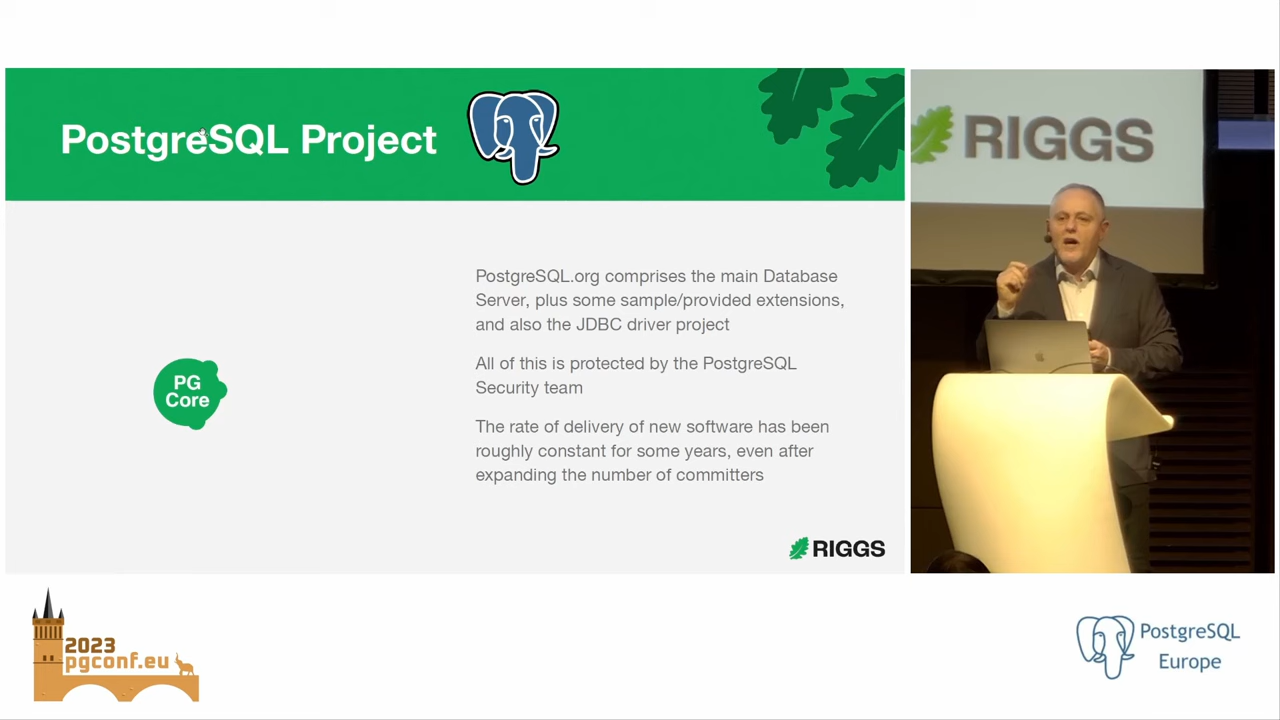 PostgreSQL Project
PostgreSQL.org comprises the main Database
Server, plus some sample/provided extensions,
and also the JDBC driver project
All of this is protected by the PostgreSQL
Security team
The rate of delivery of new software has been
roughly constant for some years, even after
expanding the number of committers
PG
Core
RIGGS
RIGGS
2023
pgconf.eu
PostgreSQL
Europe